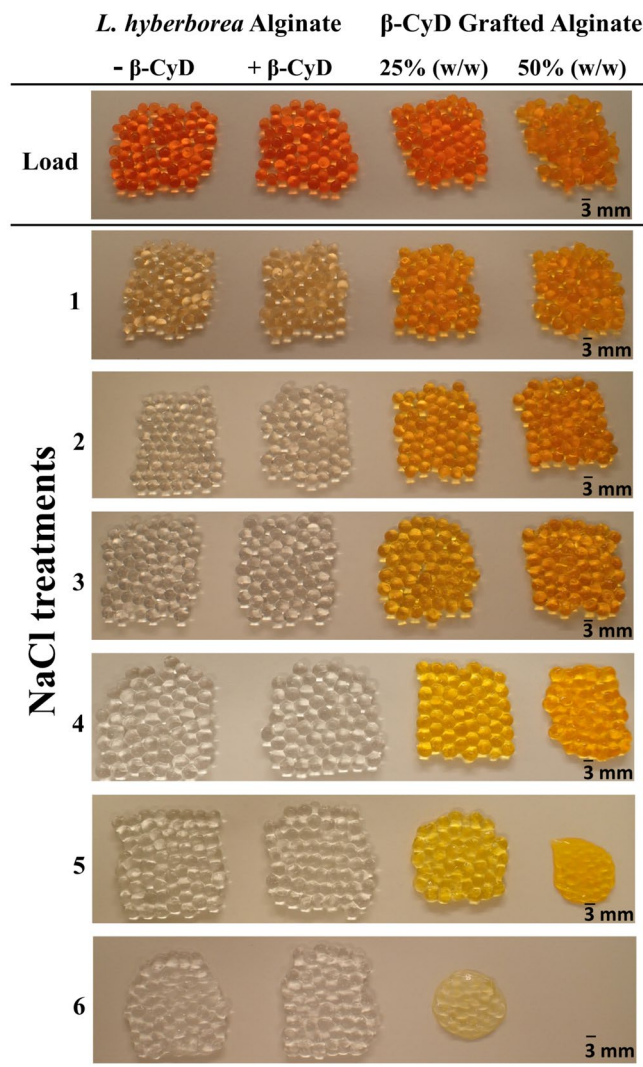 L. hyberborea Alginate β-CyD Grafted Alginate
- β-CyD + β-CyD 25% (w/w) 50% (w/w)
Load
3 mm
NaCl treatments
1
3 mm
2
3 mm
3
3 mm
4
3 mm
5
3 mm
6
3 mm